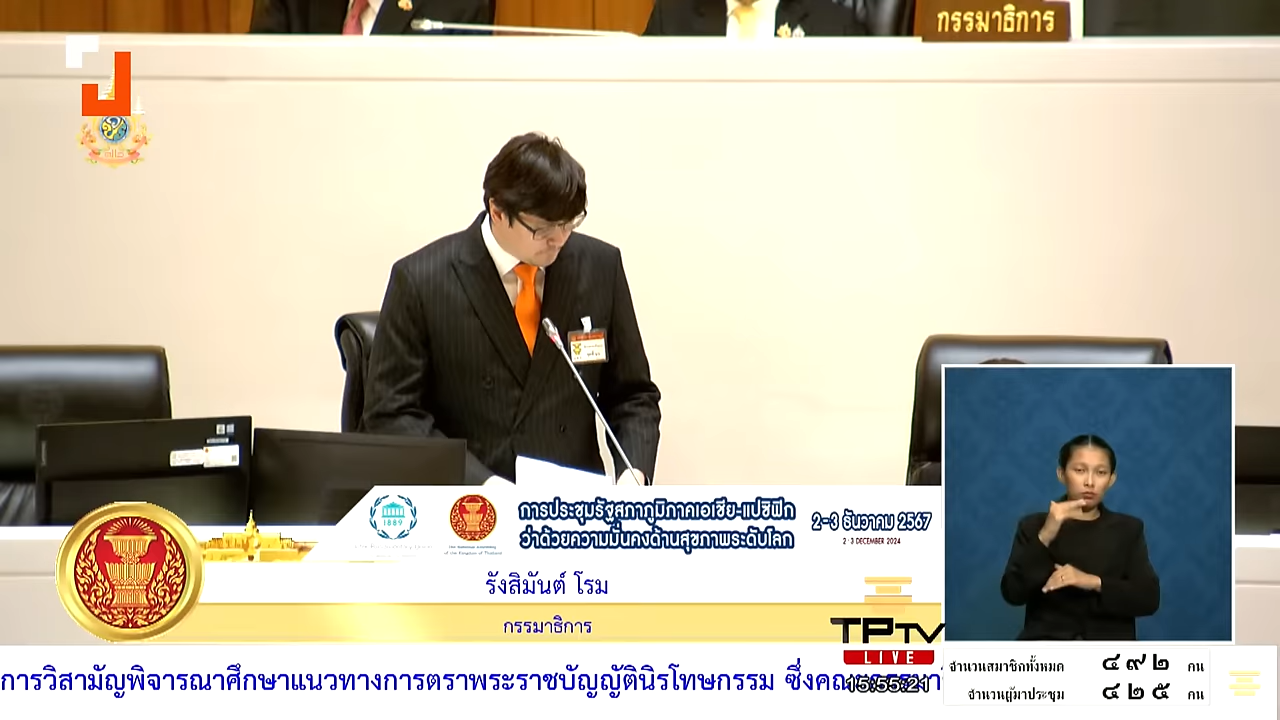 กรรมาธิการ
1889
การประชุมรัฐสภาภูมิภาคเอเชีย-แปซิฟิก
ว่าด้วยความมั่นคงด้านสุขภาพระดับโลก
2-3 ธันวาคม 2567
2-3 DECEMBER 2024
รังสิมันต์ โรม
กรรมาธิการ
TPTV
LIVE
15:55:21
การวิสามัญพิจารณาศึกษาแนวทางการตราพระราชบัญญัตินิรโทษกรรม ซึ่งคณะกรรมา
จำนวนสมาชิกทั้งหมด ๔๙๒ คน
จำนวนผู้มาประชุม ๔๒๕ คน